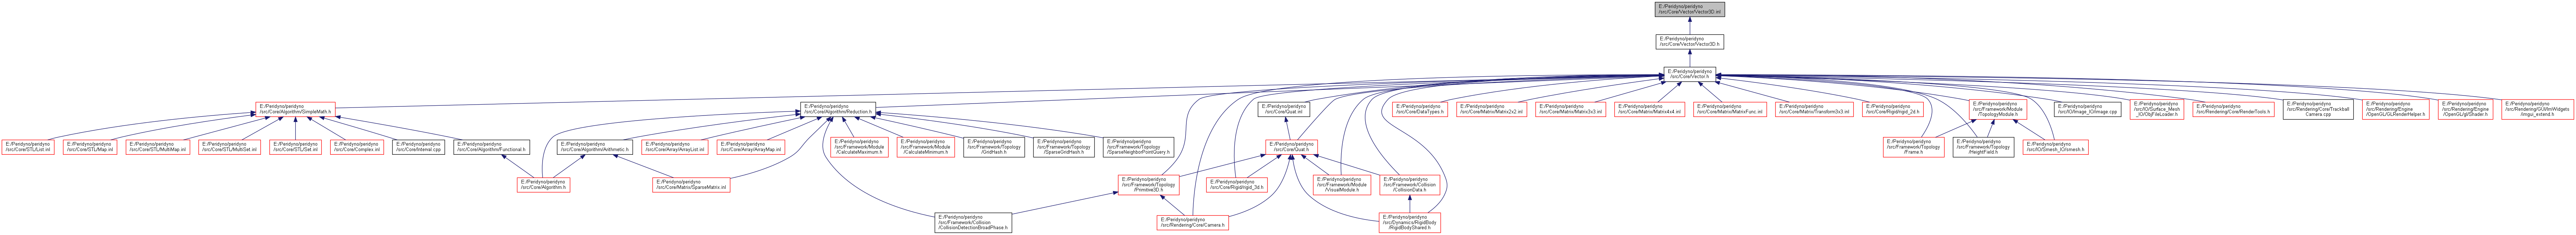 E:/Peridyno/peridyno
/src/Core/Vector/Vector3D.inl
E:/Peridyno/peridyno
/src/Core/Vector/Vector3D.h
E:/Peridyno/peridyno
/src/Core/Vector.h
E:/Peridyno/peridyno
/src/Core/Algorithm/SimpleMath.h
E:/Peridyno/peridyno
/src/Core/Algorithm/Reduction.h
E:/Peridyno/peridyno
/src/Core/Quat.inl
E:/Peridyno/peridyno
/src/Core/DataTypes.h
E:/Peridyno/peridyno
/src/Core/Matrix/Matrix2x2.inl
E:/Peridyno/peridyno
/src/Core/Matrix/Matrix3x3.inl
E:/Peridyno/peridyno
/src/Core/Matrix/Matrix4x4.inl
E:/Peridyno/peridyno
/src/Core/Matrix/MatrixFunc.inl
E:/Peridyno/peridyno
/src/Core/Matrix/Transform3x3.inl
E:/Peridyno/peridyno
/src/Core/Rigid/rigid_2d.h
E:/Peridyno/peridyno
/src/Framework/Module
/TopologyModule.h
E:/Peridyno/peridyno
/src/IO/Image_IO/image.cpp
E:/Peridyno/peridyno
/src/IO/Surface_Mesh
_IO/ObjFileLoader.h
E:/Peridyno/peridyno
/src/Rendering/Core/RenderTools.h
E:/Peridyno/peridyno
/src/Rendering/Core/Trackball
Camera.cpp
E:/Peridyno/peridyno
/src/Rendering/Engine
/OpenGL/GLRenderHelper.h
E:/Peridyno/peridyno
/src/Rendering/Engine
/OpenGL/gl/Shader.h
E:/Peridyno/peridyno
/src/Rendering/GUI/ImWidgets
/imgui_extend.h
E:/Peridyno/peridyno
/src/Core/STL/List.inl
E:/Peridyno/peridyno
/src/Core/STL/Map.inl
E:/Peridyno/peridyno
/src/Core/STL/MultiMap.inl
E:/Peridyno/peridyno
/src/Core/STL/MultiSet.inl
E:/Peridyno/peridyno
/src/Core/STL/Set.inl
E:/Peridyno/peridyno
/src/Core/Complex.inl
E:/Peridyno/peridyno
/src/Core/Interval.cpp
E:/Peridyno/peridyno
/src/Core/Algorithm/Functional.h
E:/Peridyno/peridyno
/src/Core/Algorithm/Arithmetic.h
E:/Peridyno/peridyno
/src/Core/Array/ArrayList.inl
E:/Peridyno/peridyno
/src/Core/Array/ArrayMap.inl
E:/Peridyno/peridyno
/src/Framework/Module
/CalculateMaximum.h
E:/Peridyno/peridyno
/src/Framework/Module
/CalculateMinimum.h
E:/Peridyno/peridyno
/src/Framework/Topology
/GridHash.h
E:/Peridyno/peridyno
/src/Framework/Topology
/SparseGridHash.h
E:/Peridyno/peridyno
/src/Framework/Topology
/SparseNeighborPointQuery.h
E:/Peridyno/peridyno
/src/Core/Quat.h
E:/Peridyno/peridyno
/src/Framework/Topology
/Frame.h
E:/Peridyno/peridyno
/src/Framework/Topology
/HeightField.h
E:/Peridyno/peridyno
/src/IO/Smesh_IO/smesh.h
E:/Peridyno/peridyno
/src/Core/Algorithm.h
E:/Peridyno/peridyno
/src/Core/Matrix/SparseMatrix.inl
E:/Peridyno/peridyno
/src/Framework/Topology
/Primitive3D.h
E:/Peridyno/peridyno
/src/Core/Rigid/rigid_3d.h
E:/Peridyno/peridyno
/src/Framework/Module
/VisualModule.h
E:/Peridyno/peridyno
/src/Framework/Collision
/CollisionData.h
E:/Peridyno/peridyno
/src/Framework/Collision
/CollisionDetectionBroadPhase.h
E:/Peridyno/peridyno
/src/Rendering/Core/Camera.h
E:/Peridyno/peridyno
/src/Dynamics/RigidBody
/RigidBodyShared.h